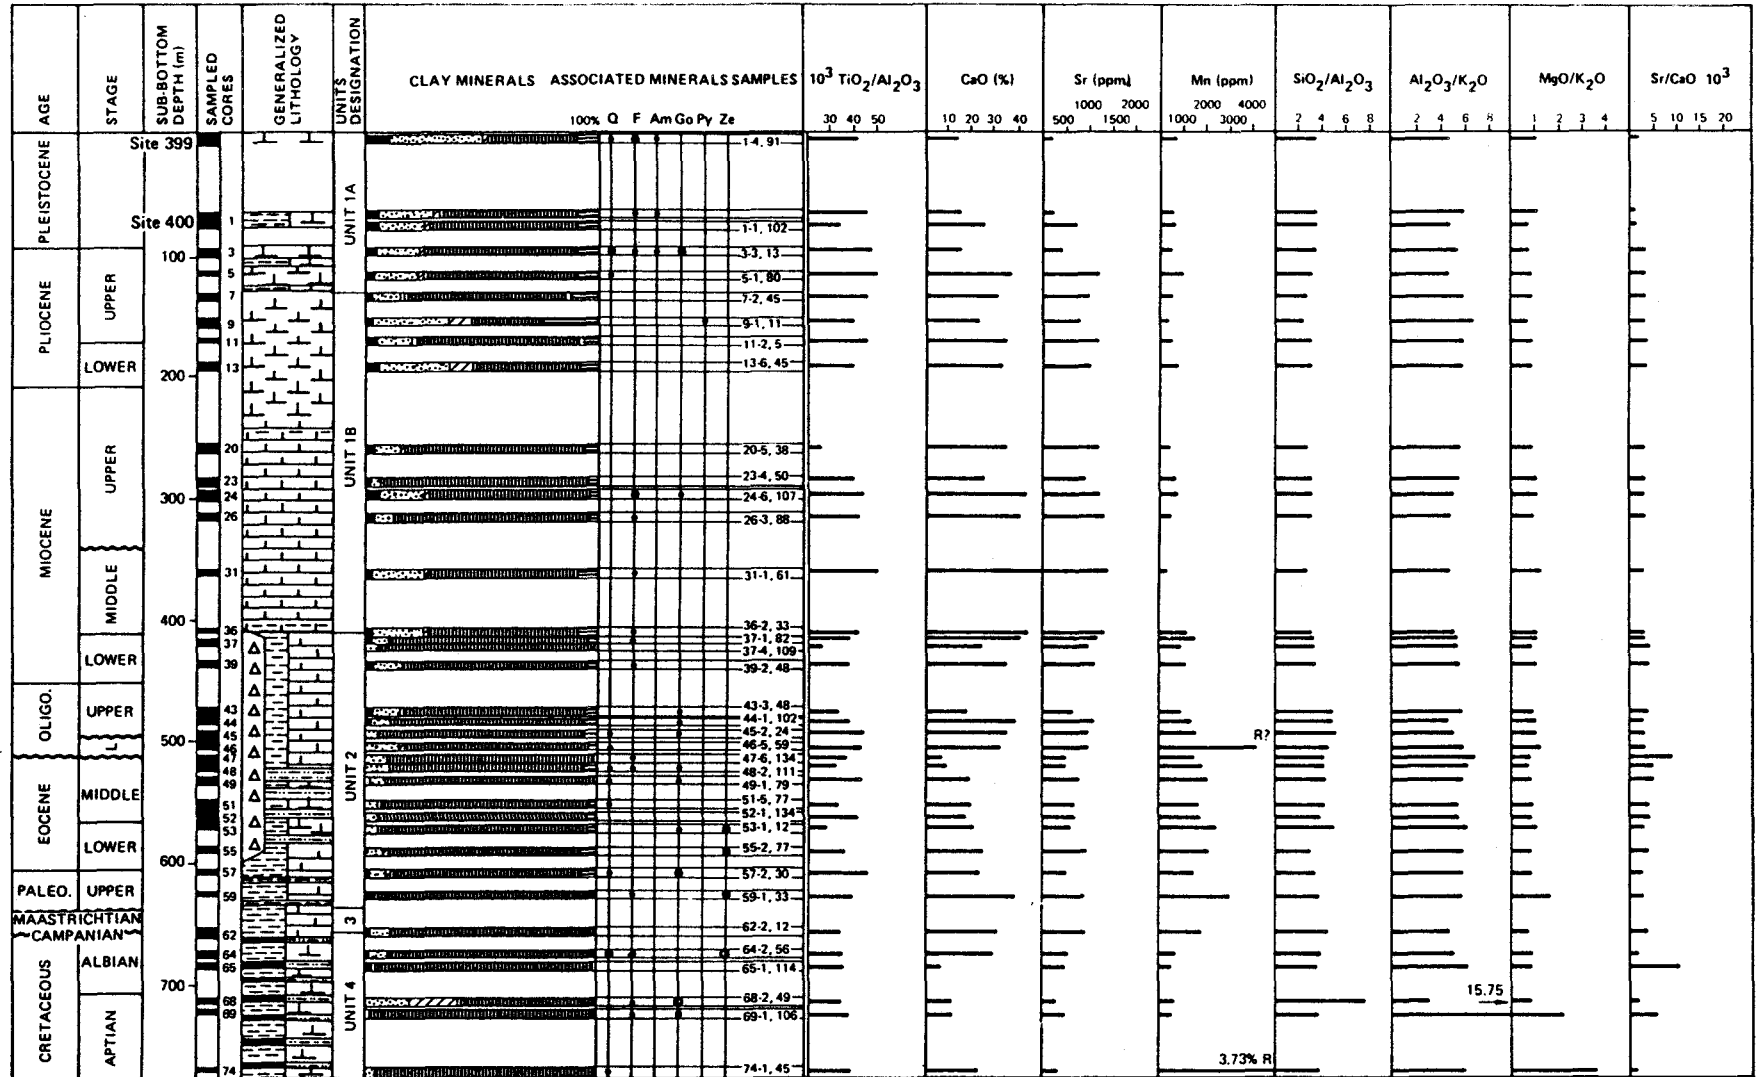 AGE
STAGE
SUB-BOTTOM DEPTH (m)
SAMPLED CORES
GENERALIZED LITHOLOGY
UNITS DESIGNATION
CLAY MINERALS ASSOCIATED MINERALS SAMPLES
100% Q F Am Go Py Ze
10³ TiO₂/Al₂O₃
30 40 50
CaO (%)
10 20 30 40
Sr (ppm)
1000 2000
500 1500
Mn (ppm)
2000 4000
1000 3000
SiO₂/Al₂O₃
2 4 6 8
Al₂O₃/K₂O
2 4 6 8
MgO/K₂O
1 2 3 4
Sr/CaO 10³
5 10 15 20
PLEISTOCENE
PLIOCENE
MIOCENE
OLIGO.
EOCENE
PALEO.
MAASTRICHTIAN
CAMPANIAN
CRETACEOUS
UPPER
LOWER
UPPER
MIDDLE
LOWER
UPPER
L
MIDDLE
LOWER
UPPER
ALBIAN
APTIAN
Site 399
Site 400
100
200
300
400
500
600
700
1
3
5
7
9
11
13
20
23
24
26
31
36
37
39
43
44
45
46
47
48
49
51
52
53
55
57
59
62
64
65
68
69
74
UNIT 1A
UNIT 1B
UNIT 2
3
UNIT 4
1-4, 91
1-1, 102
3-3, 13
5-1, 80
7-2, 45
9-1, 11
11-2, 5
13-6, 45
20-5, 38
23-4, 50
24-6, 107
26-3, 88
31-1, 61
36-2, 33
37-1, 82
37-4, 109
39-2, 48
43-3, 48
44-1, 102
45-2, 24
46-5, 59
47-6, 134
48-2, 111
49-1, 79
51-5, 77
52-1, 134
53-1, 12
55-2, 77
57-2, 30
59-1, 33
62-2, 12
64-2, 56
65-1, 114
68-2, 49
69-1, 106
74-1, 45
R?
15.75
3.73% R